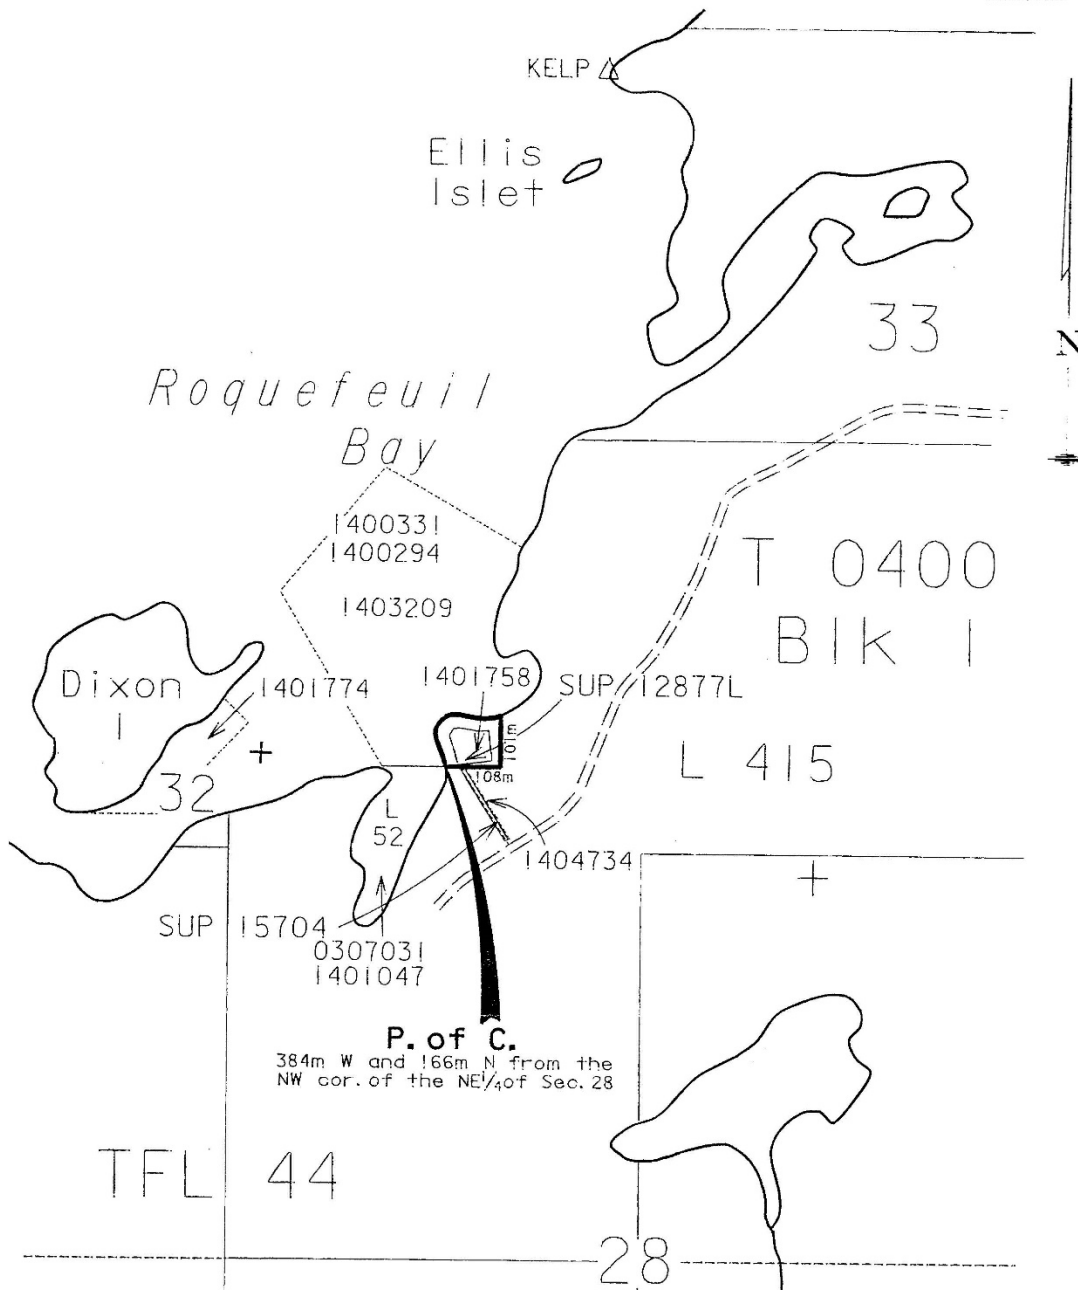 KELP
Ellis
Islet
33
N
Roquefeuil
Bay
1400331
1400294
1403209
T 0400
Blk 1
Dixon
I
1401774
1401758
SUP 12877L
101m
108m
L 415
32
L
52
1404734
SUP 15704
0307031
1401047
P. of C.
384m W and 166m N from the
NW cor. of the NE1/4 of Sec. 28
TFL 44
28